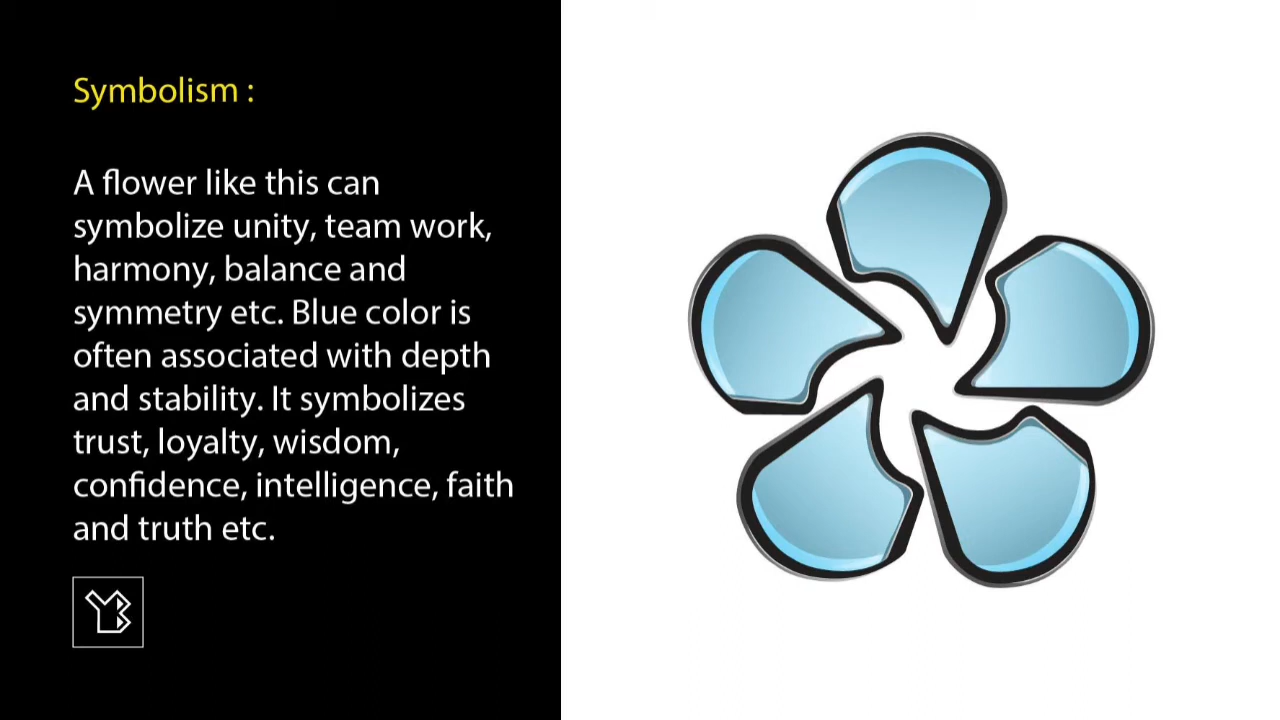 Symbolism :
A flower like this can
symbolize unity, team work,
harmony, balance and
symmetry etc. Blue color is
often associated with depth
and stability. It symbolizes
trust, loyalty, wisdom,
confidence, intelligence, faith
and truth etc.